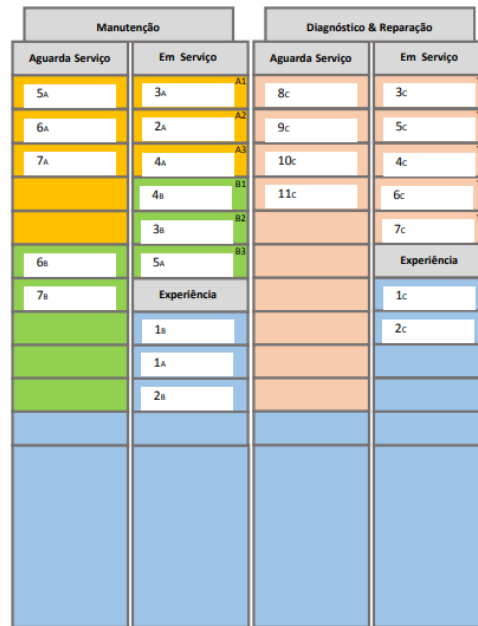 Manutenção Diagnóstico & Reparação
Aguarda Serviço Em Serviço Aguarda Serviço Em Serviço
5A 3A A1 8C 3C
6A 2A A2 9C 5C
7A 4A A3 10C 4C
4B B1 11C 6C
3B B2 7C
6B 5A B3 Experiência
7B Experiência 1C
1B 2C
1A
2B